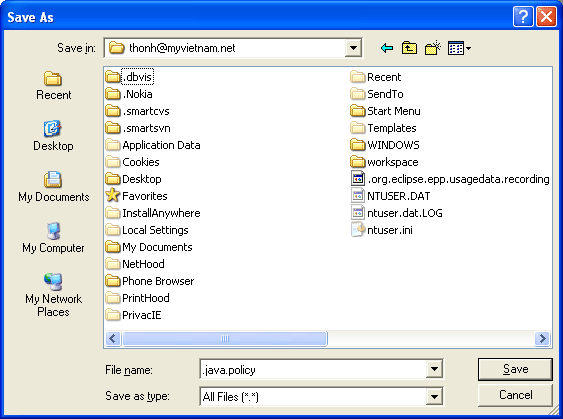 Save As
Save in: thonh@myvietnam.net
Recent
Desktop
My Documents
My Computer
My Network
Places
.dbvis
.Nokia
.smartcvs
.smartsvn
Application Data
Cookies
Desktop
Favorites
InstallAnywhere
Local Settings
My Documents
NetHood
Phone Browser
PrintHood
PrivacIE
Recent
SendTo
Start Menu
Templates
WINDOWS
workspace
.org.eclipse.epp.usagedata.recording
NTUSER.DAT
ntuser.dat.LOG
ntuser.ini
File name: .java.policy Save
Save as type: All Files (*.*) Cancel